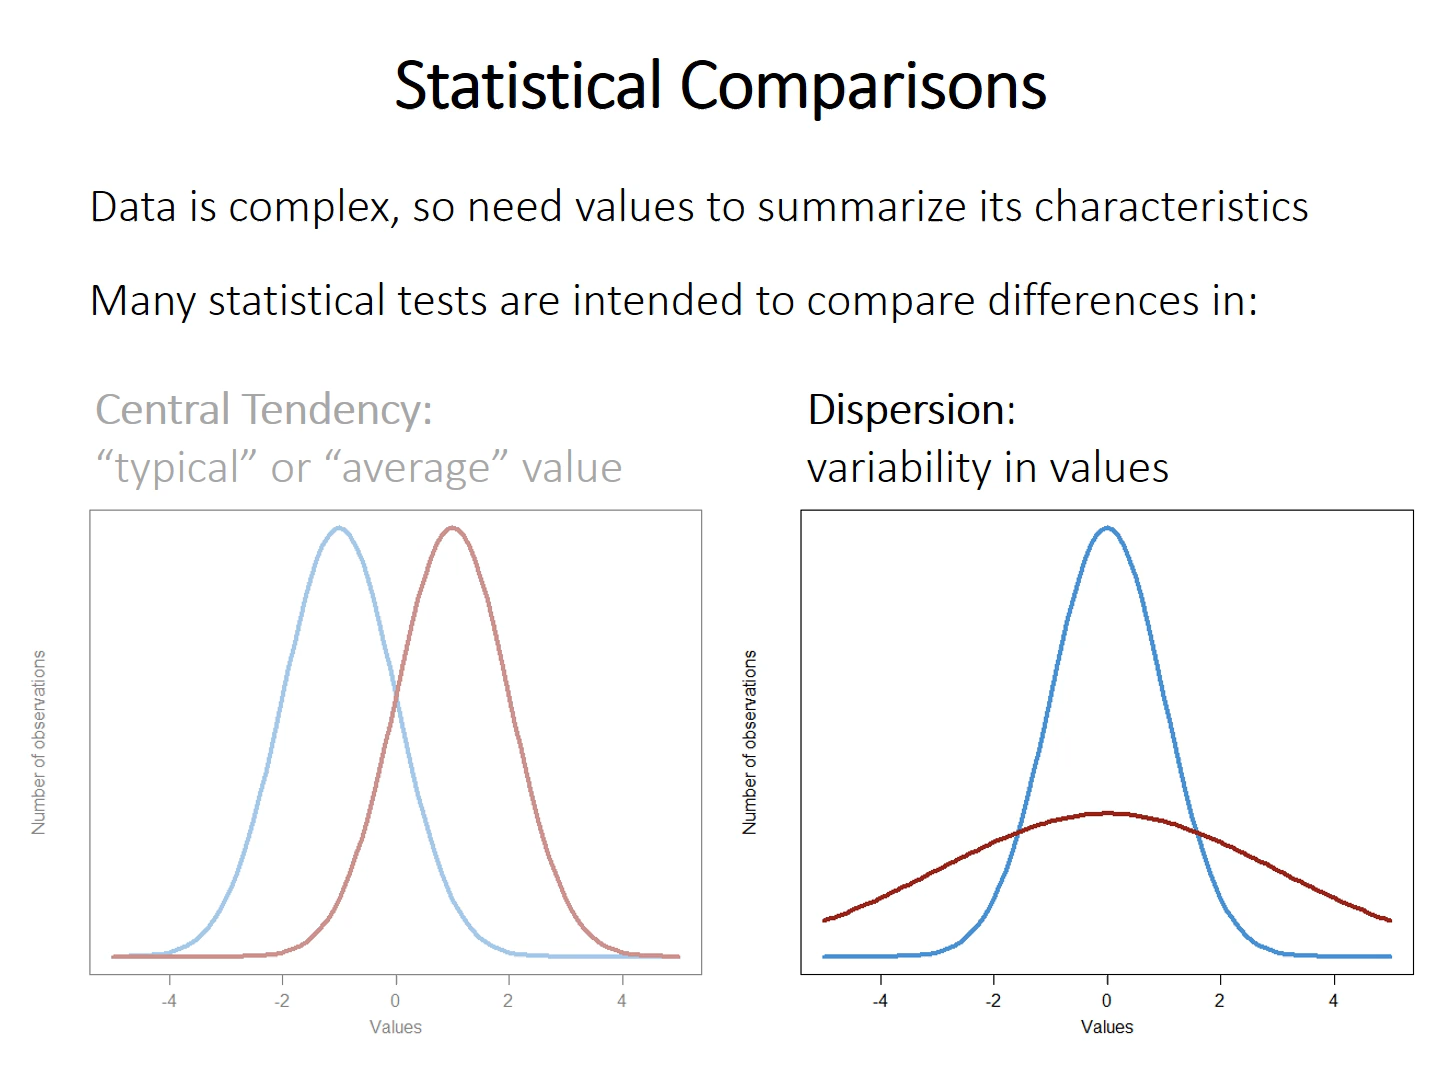 Statistical Comparisons
Data is complex, so need values to summarize its characteristics
Many statistical tests are intended to compare differences in:
Central Tendency:
“typical” or “average” value
Number of observations
-4 -2 0 2 4
Values
Dispersion:
variability in values
Number of observations
-4 -2 0 2 4
Values